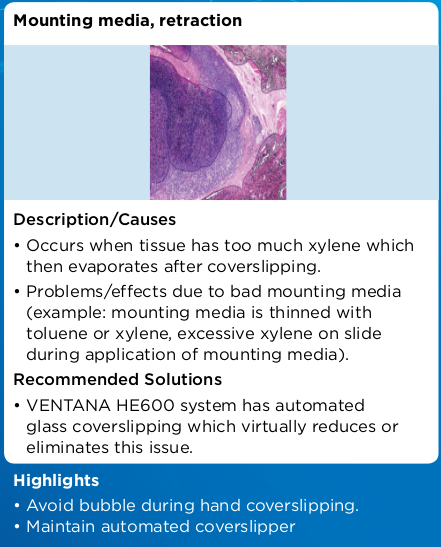 Mounting media, retraction
Description/Causes
• Occurs when tissue has too much xylene which
then evaporates after coverslipping.
• Problems/effects due to bad mounting media
(example: mounting media is thinned with
toluene or xylene, excessive xylene on slide
during application of mounting media).
Recommended Solutions
• VENTANA HE600 system has automated
glass coverslipping which virtually reduces or
eliminates this issue.
Highlights
• Avoid bubble during hand coverslipping.
• Maintain automated coverslipper